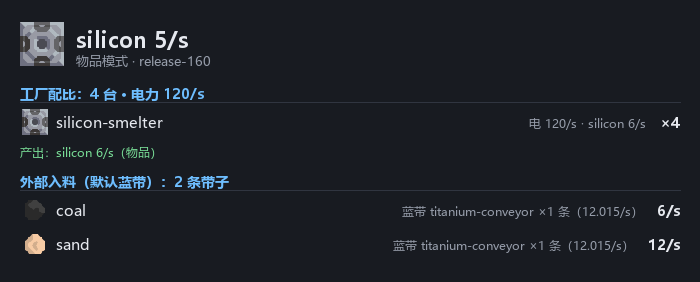 silicon 5/s
物品模式 · release-160
工厂配比: 4 台 • 电力 120/s
silicon-smelter 电 120/s · silicon 6/s ×4
产出: silicon 6/s (物品)
外部入料 (默认蓝带) : 2 条带子
coal 蓝带 titanium-conveyor ×1 条 (12.015/s) 6/s
sand 蓝带 titanium-conveyor ×1 条 (12.015/s) 12/s